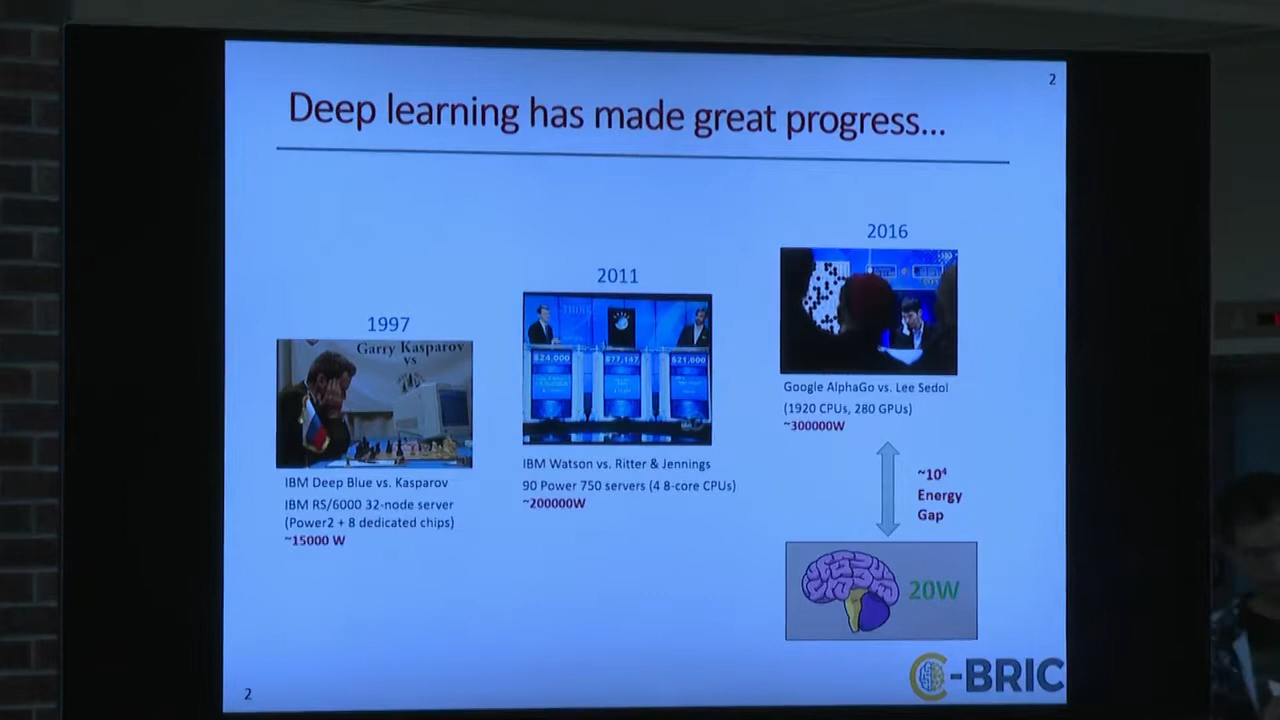 2
Deep learning has made great progress...
1997
Garry Kasparov
vs
IBM Deep Blue vs. Kasparov
IBM RS/6000 32-node server
(Power2 + 8 dedicated chips)
~15000 W
2011
THINK
$24,000
$77,147
$21,600
IBM Watson vs. Ritter & Jennings
90 Power 750 servers (4 8-core CPUs)
~200000W
2016
Google AlphaGo vs. Lee Sedol
(1920 CPUs, 280 GPUs)
~300000W
~10⁴
Energy
Gap
20W
C-BRIC
2